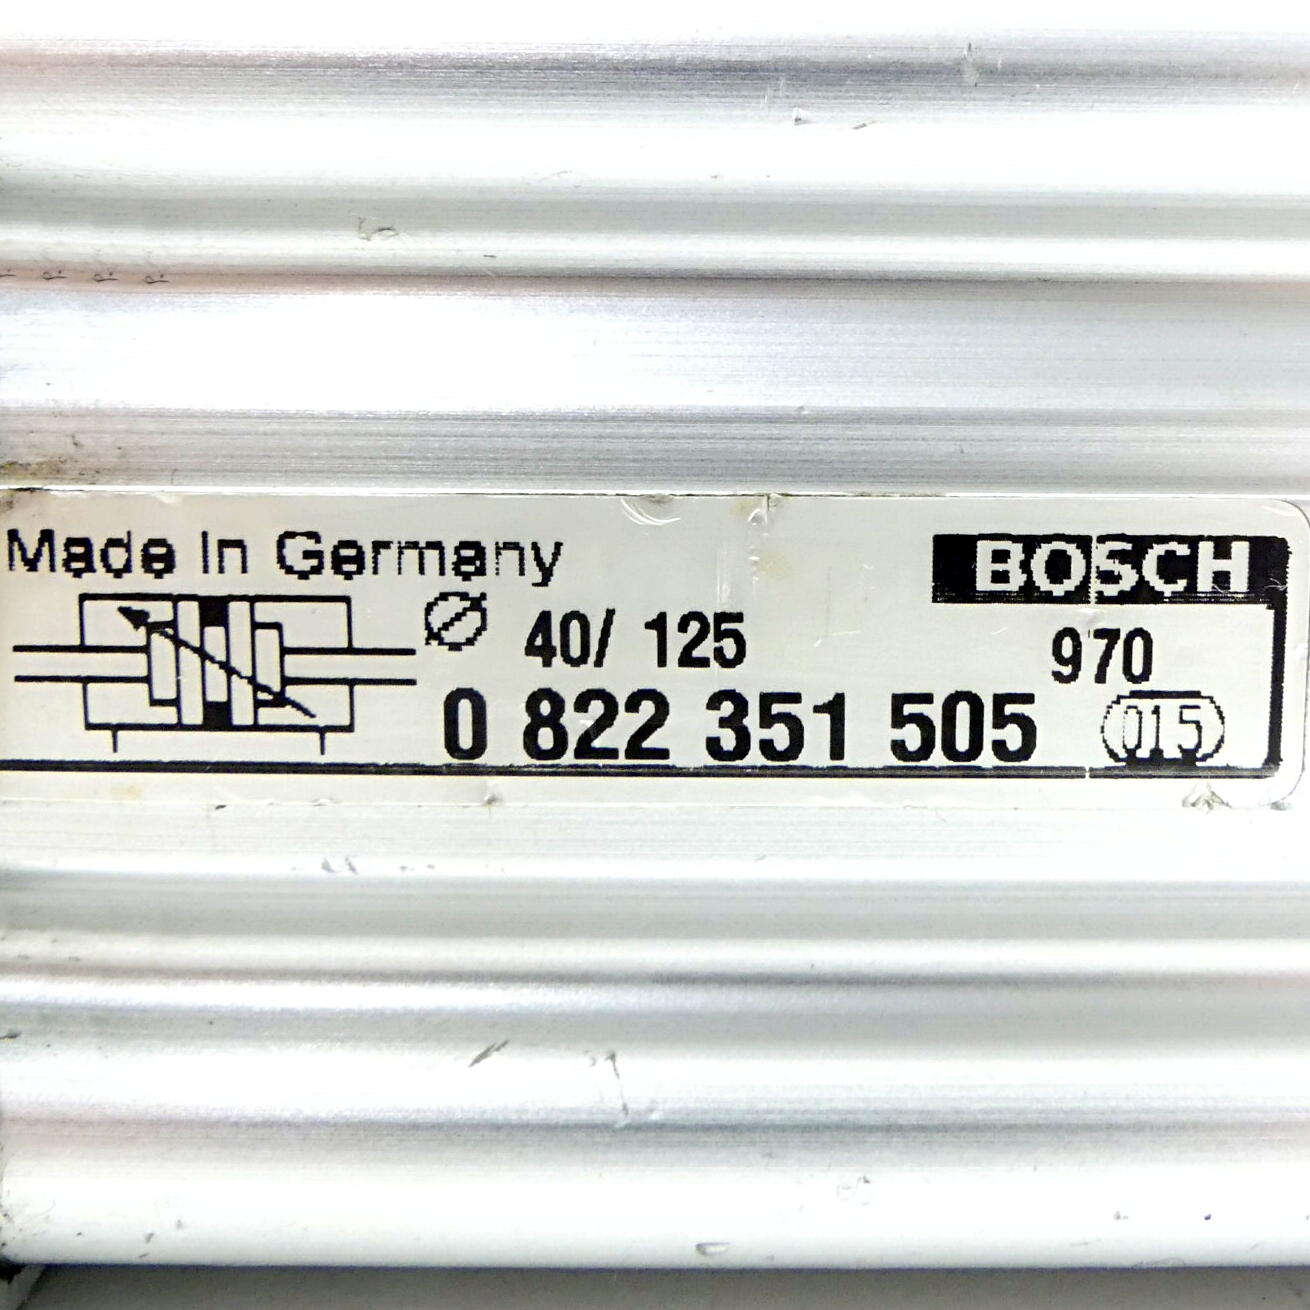 Made in Germany
BOSCH
Ø 40/ 125
970
0 822 351 505
015